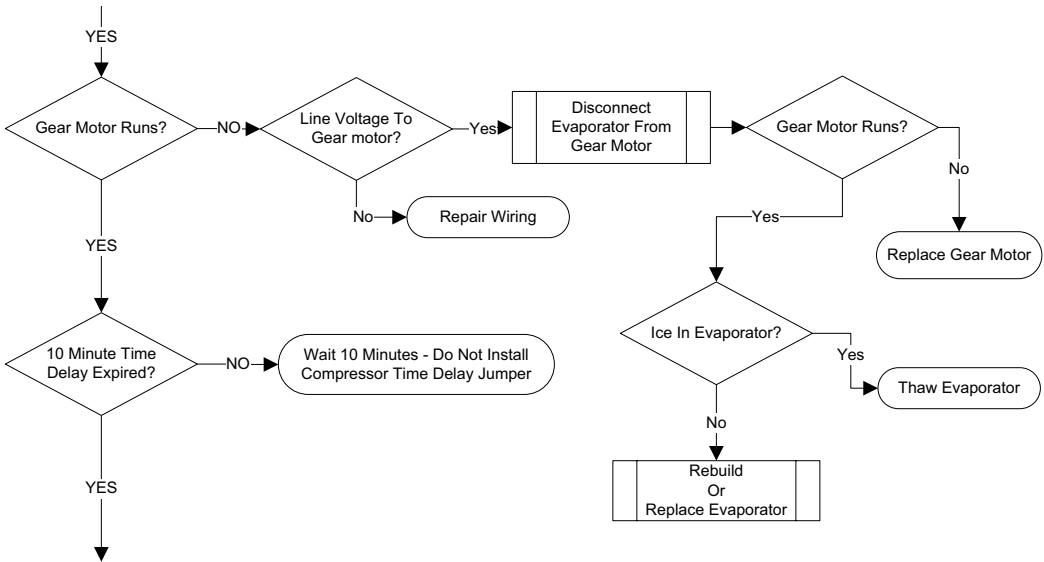 YES
Gear Motor Runs?
NO
Line Voltage To
Gear motor?
Yes
Disconnect
Evaporator From
Gear Motor
Gear Motor Runs?
No
Replace Gear Motor
No
Repair Wiring
Yes
YES
Ice In Evaporator?
Yes
Thaw Evaporator
10 Minute Time
Delay Expired?
NO
Wait 10 Minutes - Do Not Install
Compressor Time Delay Jumper
No
Rebuild
Or
Replace Evaporator
YES